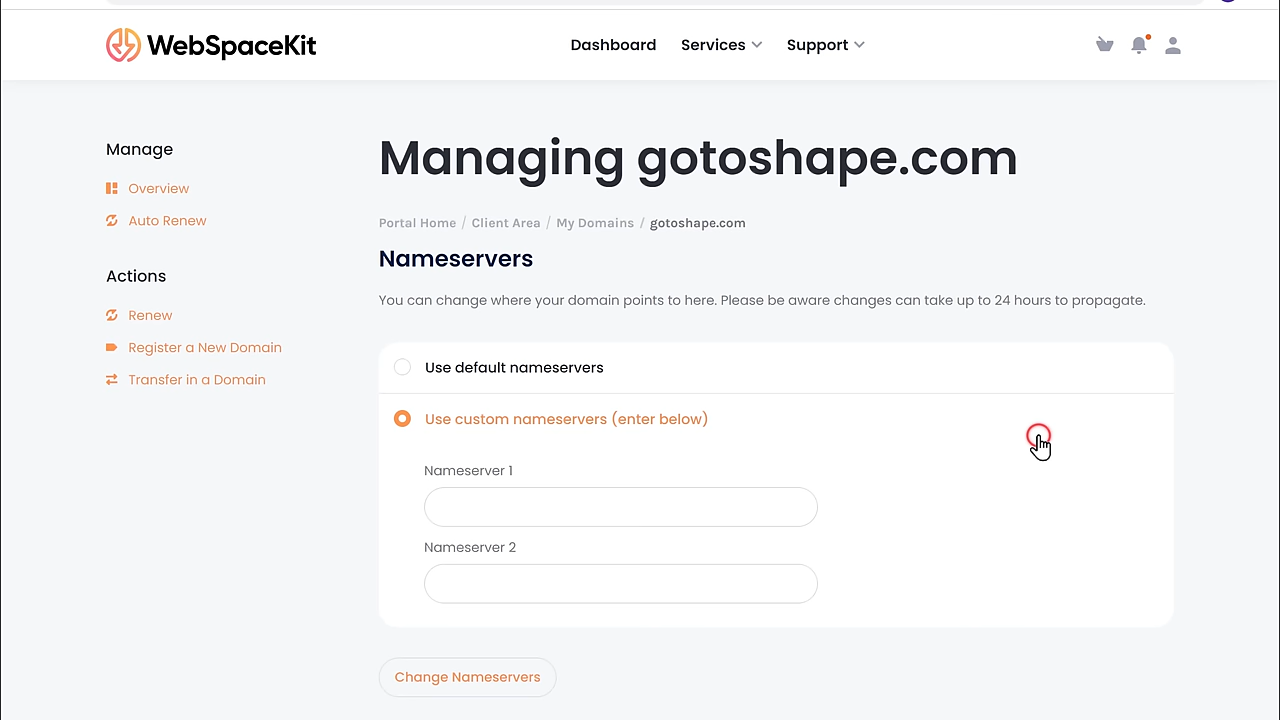 WebSpaceKit
Dashboard Services Support
Manage
Overview
Auto Renew
Actions
Renew
Register a New Domain
Transfer in a Domain
Managing gotoshape.com
Portal Home / Client Area / My Domains / gotoshape.com
Nameservers
You can change where your domain points to here. Please be aware changes can take up to 24 hours to propagate.
Use default nameservers
Use custom nameservers (enter below)
Nameserver 1
Nameserver 2
Change Nameservers